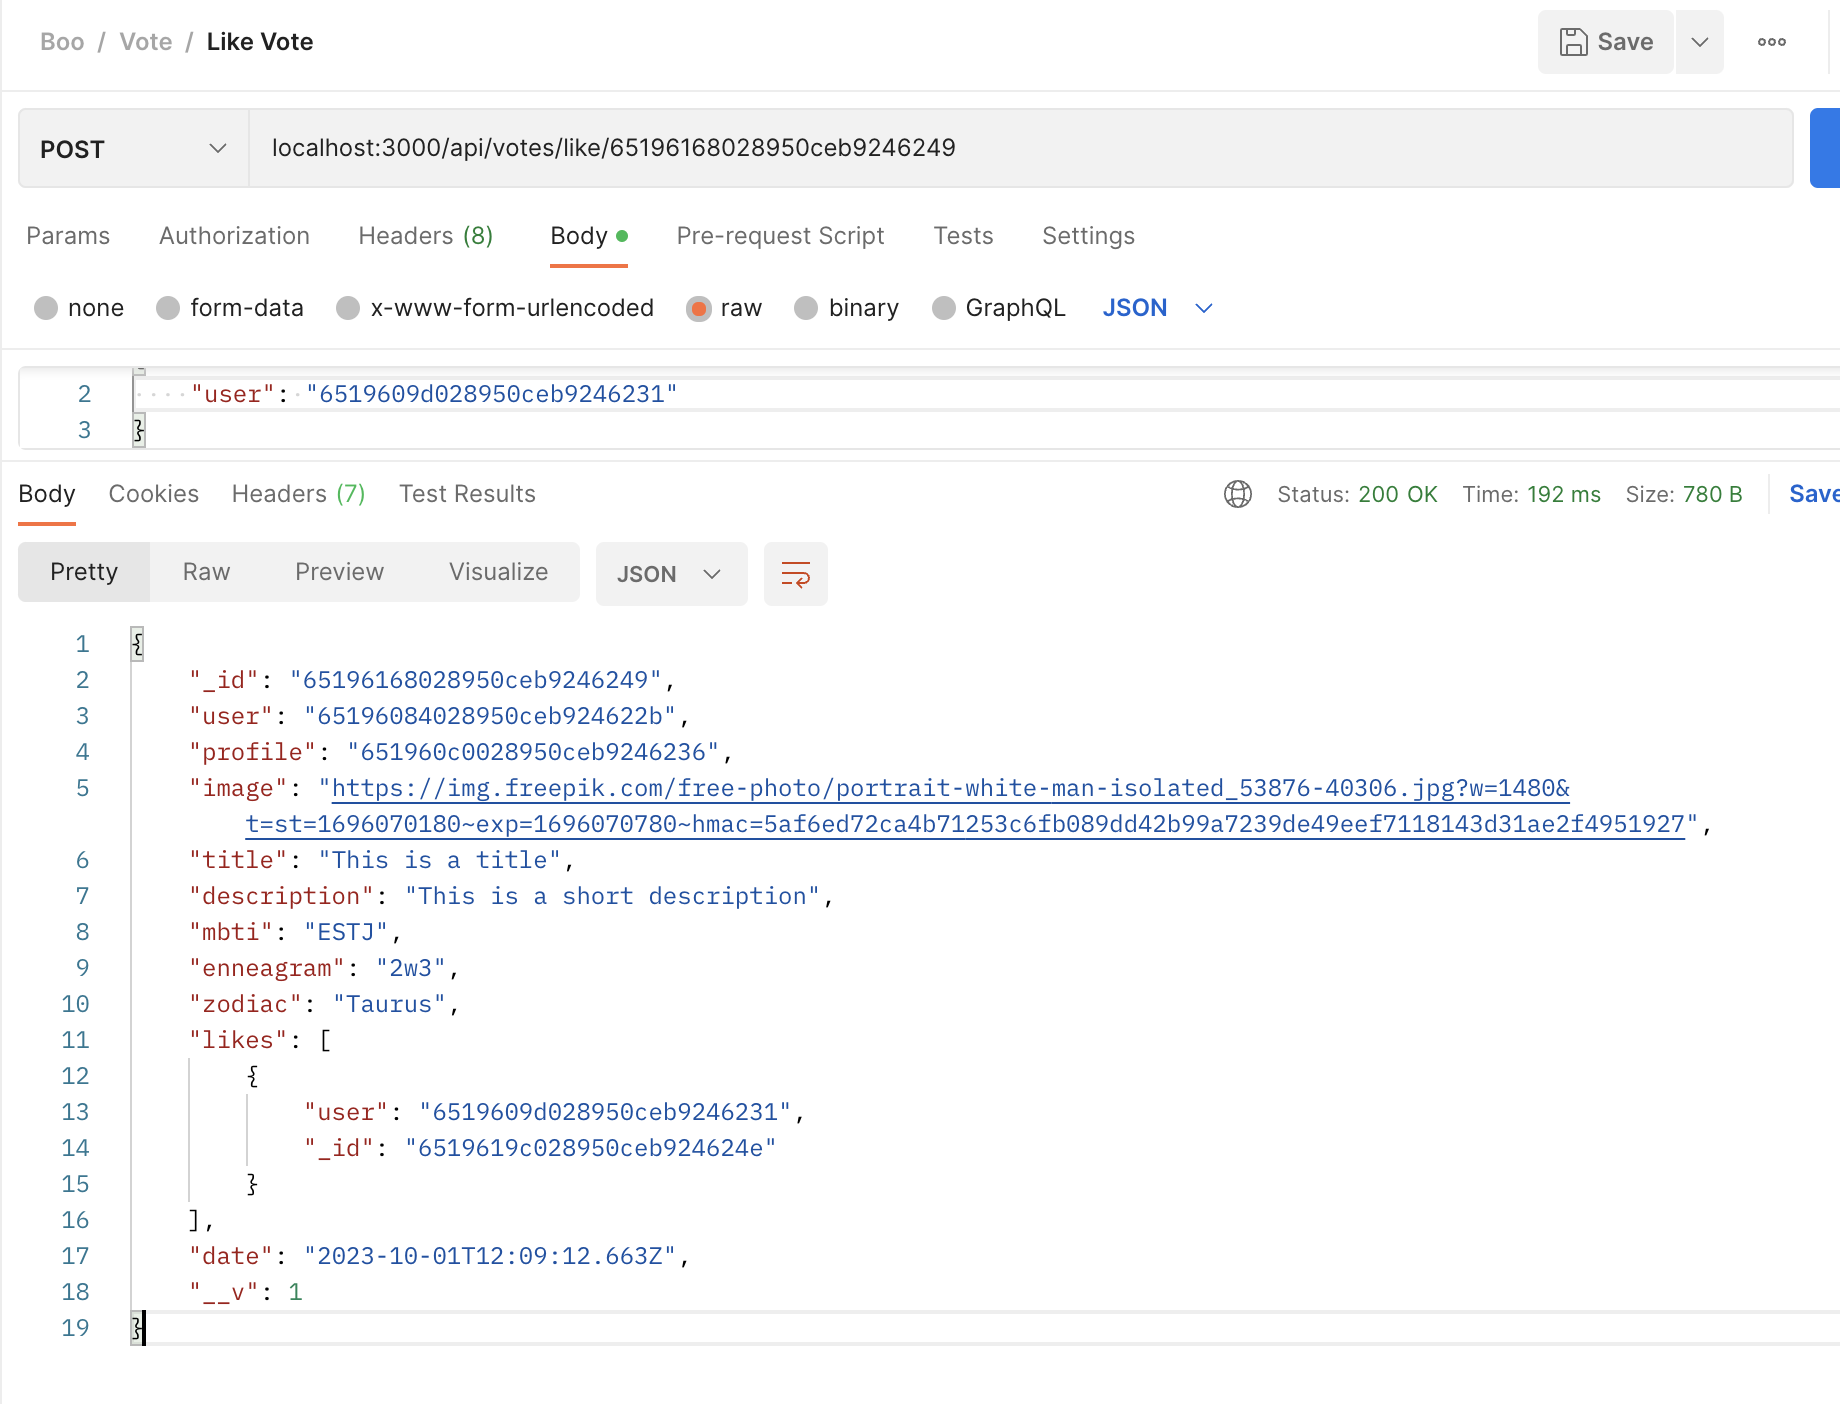 Boo / Vote / Like Vote
Save
POST
localhost:3000/api/votes/like/65196168028950ceb9246249
Params Authorization Headers (8) Body Pre-request Script Tests Settings
none form-data x-www-form-urlencoded raw binary GraphQL JSON
2 "user": "6519609d028950ceb9246231"
3 }
Body Cookies Headers (7) Test Results Status: 200 OK Time: 192 ms Size: 780 B Save
Pretty Raw Preview Visualize JSON
1 {
2 "_id": "65196168028950ceb9246249",
3 "user": "65196084028950ceb924622b",
4 "profile": "651960c0028950ceb9246236",
5 "image": "https://img.freepik.com/free-photo/portrait-white-man-isolated_53876-40306.jpg?w=1480&
t=st=1696070180~exp=1696070780~hmac=5af6ed72ca4b71253c6fb089dd42b99a7239de49eef7118143d31ae2f4951927",
6 "title": "This is a title",
7 "description": "This is a short description",
8 "mbti": "ESTJ",
9 "enneagram": "2w3",
10 "zodiac": "Taurus",
11 "likes": [
12 {
13 "user": "6519609d028950ceb9246231",
14 "_id": "6519619c028950ceb924624e"
15 }
16 ],
17 "date": "2023-10-01T12:09:12.663Z",
18 "__v": 1
19 }